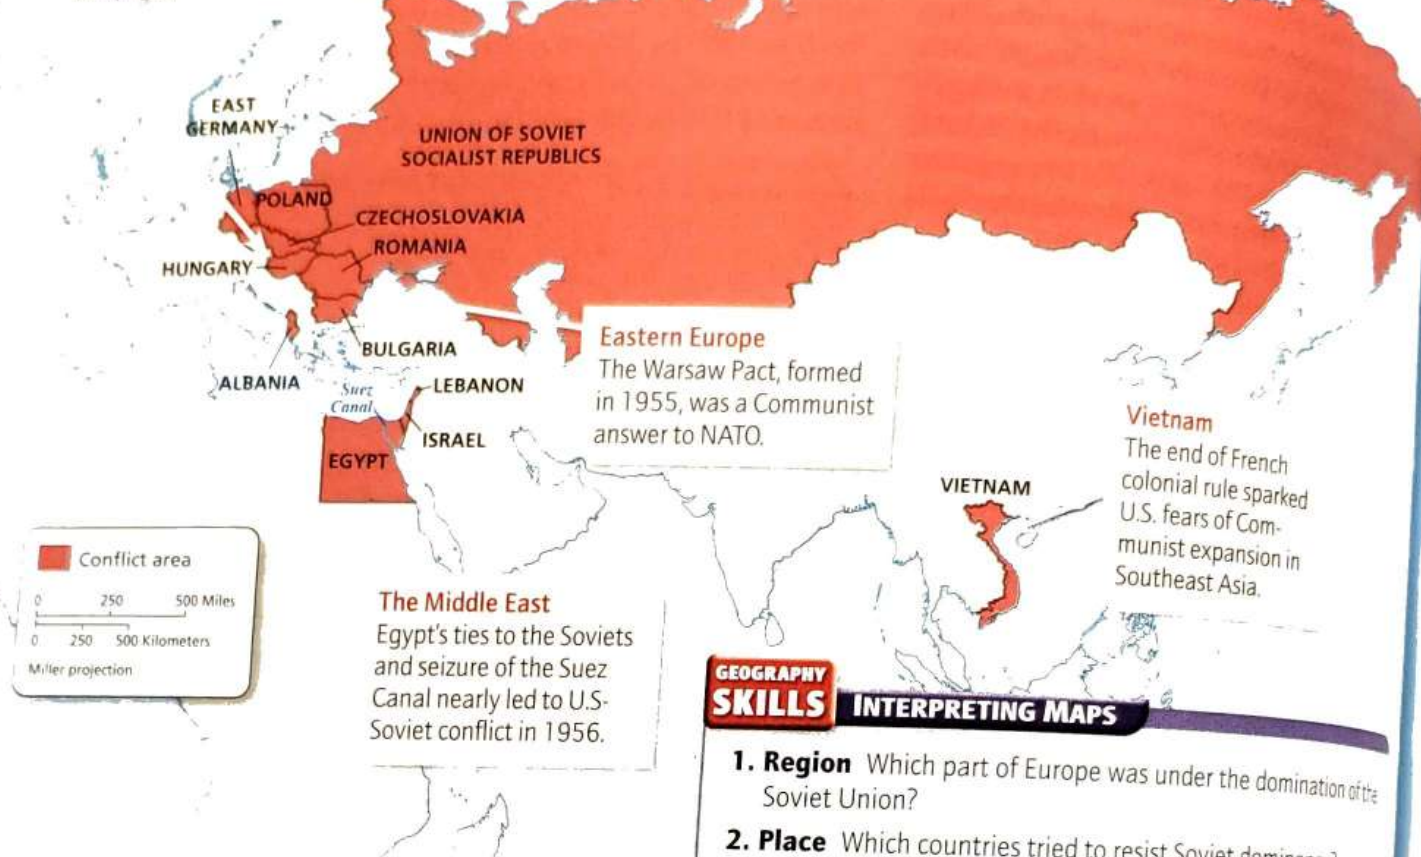 EAST
GERMANY
UNION OF SOVIET
SOCIALIST REPUBLICS
POLAND
CZECHOSLOVAKIA
ROMANIA
HUNGARY
BULGARIA
ALBANIA
Suez
Canal
LEBANON
ISRAEL
EGYPT
Eastern Europe
The Warsaw Pact, formed
in 1955, was a Communist
answer to NATO.
VIETNAM
Vietnam
The end of French
colonial rule sparked
U.S. fears of Com-
munist expansion in
Southeast Asia.
Conflict area
0 250 500 Miles
0 250 500 Kilometers
Miller projection
The Middle East
Egypt's ties to the Soviets
and seizure of the Suez
Canal nearly led to U.S-
Soviet conflict in 1956.
GEOGRAPHY
SKILLS
INTERPRETING MAPS
1. Region Which part of Europe was under the domination of the
Soviet Union?
2. Place Which countries tried to resist Soviet